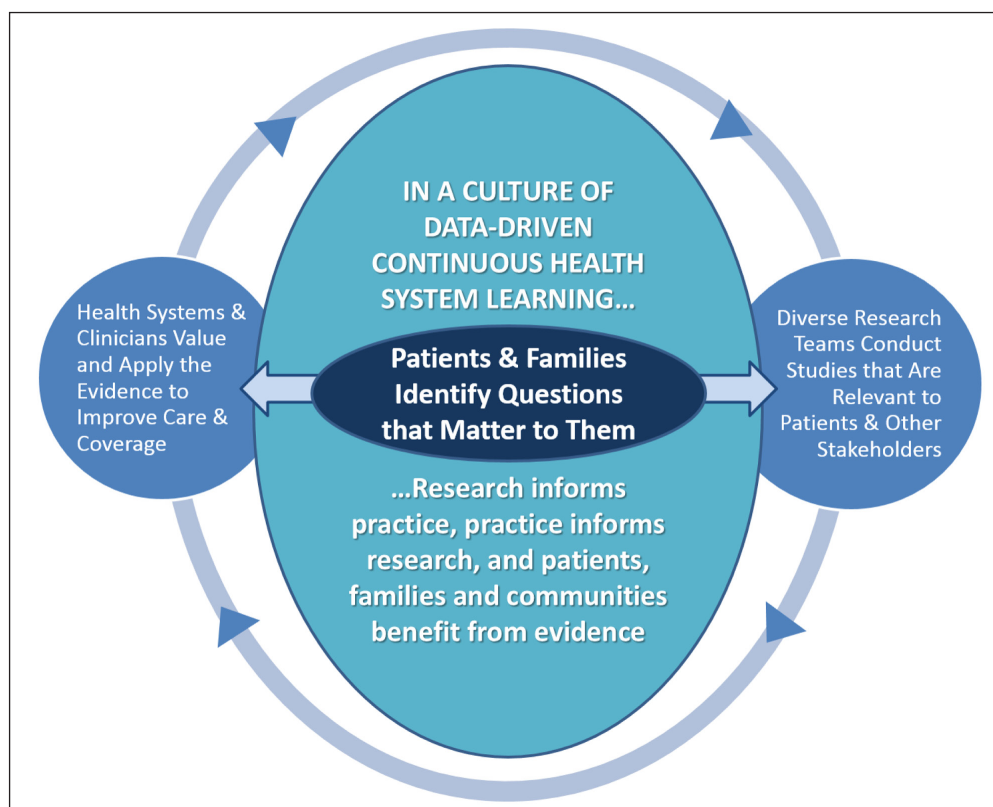 IN A CULTURE OF
DATA-DRIVEN
CONTINUOUS HEALTH
SYSTEM LEARNING...
Health Systems &
Clinicians Value
and Apply the
Evidence to
Improve Care &
Coverage
Patients & Families
Identify Questions
that Matter to Them
Diverse Research
Teams Conduct
Studies that Are
Relevant to
Patients & Other
Stakeholders
...Research informs
practice, practice informs
research, and patients,
families and communities
benefit from evidence